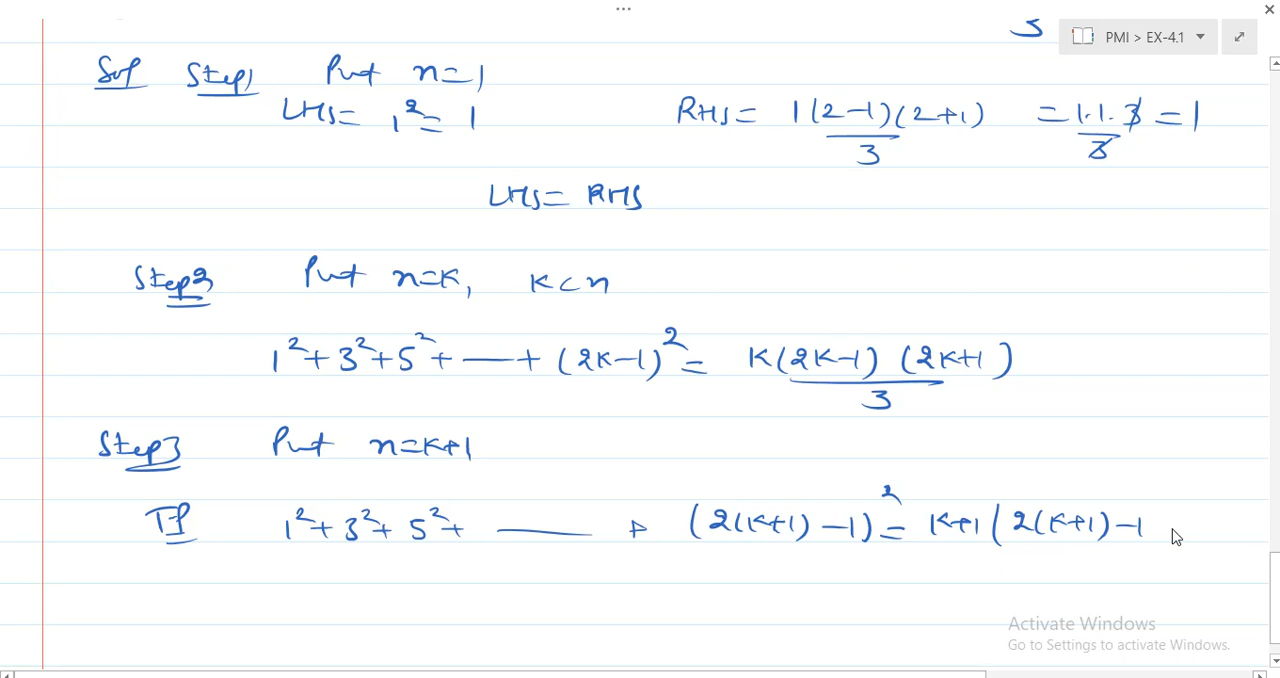 ...
3
PMI > EX-4.1
Sol Step1 Put n=1
LHS= 1²= 1 RHS= 1(2-1)(2+1)/3 = 1.1.3/3 = 1
LHS= RHS
Step2 Put n=K, K<n
1²+3²+5²+ —— + (2K-1)² = K(2K-1) (2K+1)/3
Step3 Put n=K+1
TP 1²+3²+5²+ —— + (2(K+1)-1)² = K+1(2(K+1)-1
Activate Windows
Go to Settings to activate Windows.